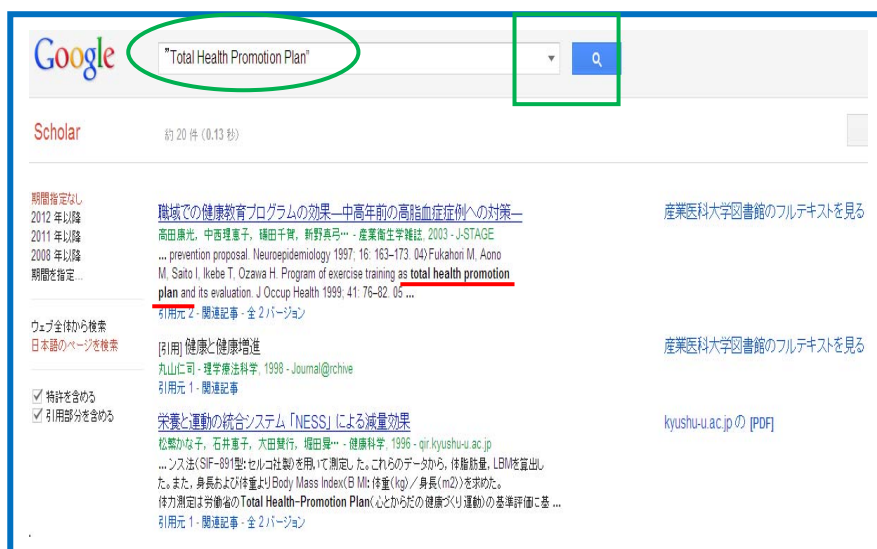 Google
”Total Health Promotion Plan”
Scholar
約 20 件 (0.13 秒)
期間指定なし
2012 年以降
2011 年以降
2008 年以降
期間を指定...
ウェブ全体から検索
日本語のページを検索
特許を含める
引用部分を含める
職域での健康教育プログラムの効果―中高年前の高脂血症症例への対策―
高田康光, 中西理恵子, 礒田千賀, 新野真弓… - 産業衛生学雑誌, 2003 - J-STAGE
... prevention proposal. Neuroepidemiology 1997; 16: 163–173. 04) Fukahori M, Aono
M, Saito I, Ikebe T, Ozawa H. Program of exercise training as total health promotion
plan and its evaluation. J Occup Health 1999; 41: 76–82. 05 ...
引用元 2 - 関連記事 - 全 2 バージョン
産業医科大学図書館のフルテキストを見る
[引用] 健康と健康増進
丸山仁司 - 理学療法科学, 1998 - Journal@rchive
引用元 1 - 関連記事
産業医科大学図書館のフルテキストを見る
栄養と運動の統合システム「NESS」による減量効果
松繁かな子, 石井恵子, 大田賛行, 堀田昇… - 健康科学, 1996 - qir.kyushu-u.ac.jp
... ンス法(SIF-891型: セルコ社製)を用いて測定した。これらのデータから, 体脂肪量, LBMを算出し
た。また, 身長および体重よりBody Mass Index(B MI: 体重(kg)／身長(m2))を求めた。
体力測定は労働省のTotal Health-Promotion Plan(心とからだの健康づくり運動)の基準評価に基 ...
引用元 1 - 関連記事 - 全 2 バージョン
kyushu-u.ac.jp の [PDF]